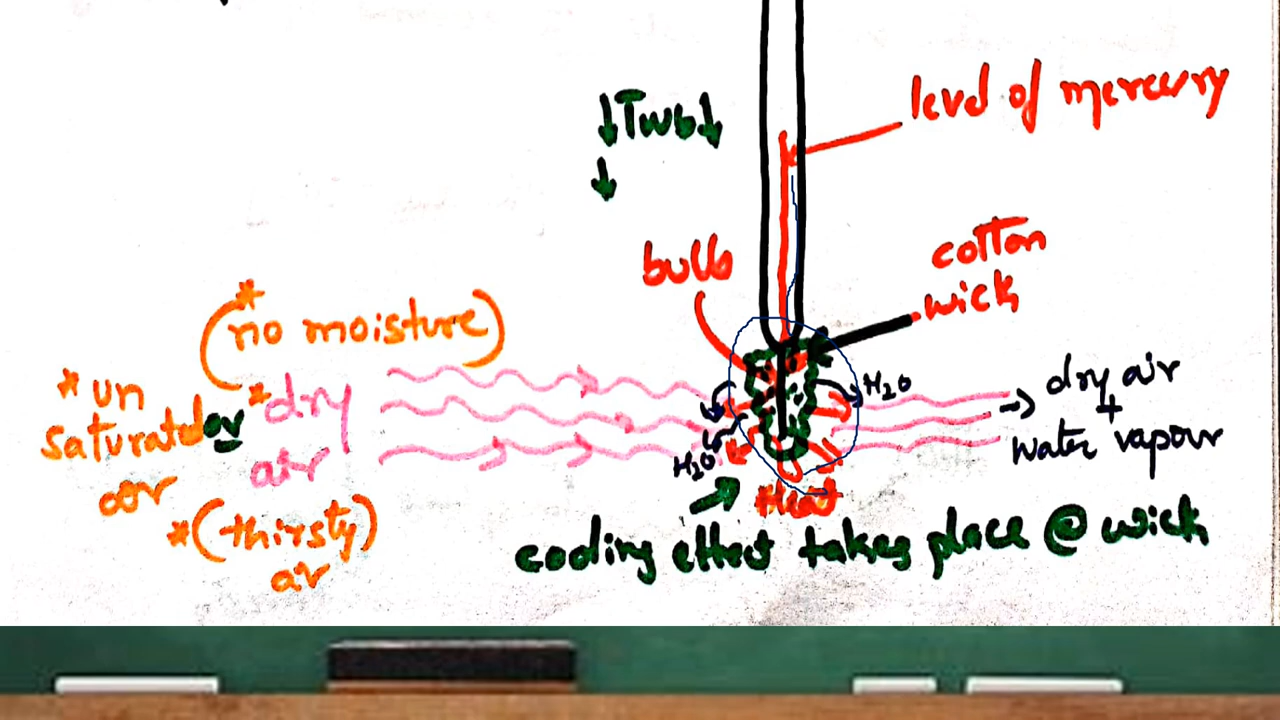 ↓Twb↓
↓
level of mercury
bulb
cotton
wick
*
(no moisture)
* un
saturated
or
air
* dry
air
*(thirsty)
air
H₂O
H₂O
Heat
→ dry air
+
water vapour
cooling effect takes place @ wick